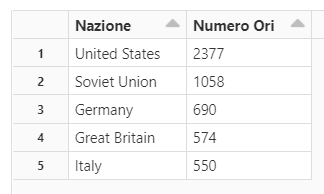 Nazione Numero Ori
1 United States 2377
2 Soviet Union 1058
3 Germany 690
4 Great Britain 574
5 Italy 550